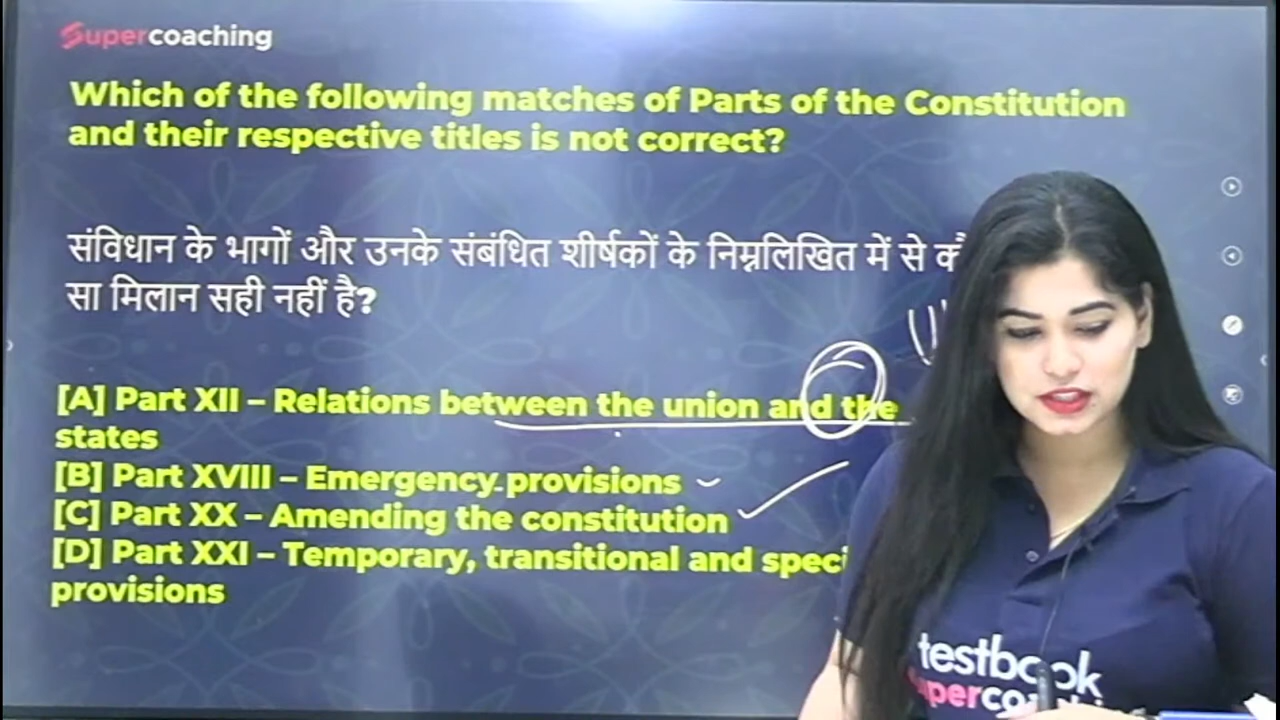 Supercoaching
Which of the following matches of Parts of the Constitution
and their respective titles is not correct?
संविधान के भागों और उनके संबंधित शीर्षकों के निम्नलिखित में से
सा मिलान सही नहीं है?
[A] Part XII – Relations between the union and the
states
[B] Part XVIII – Emergency provisions
[C] Part XX – Amending the constitution
[D] Part XXI – Temporary, transitional and speci
provisions
testbook